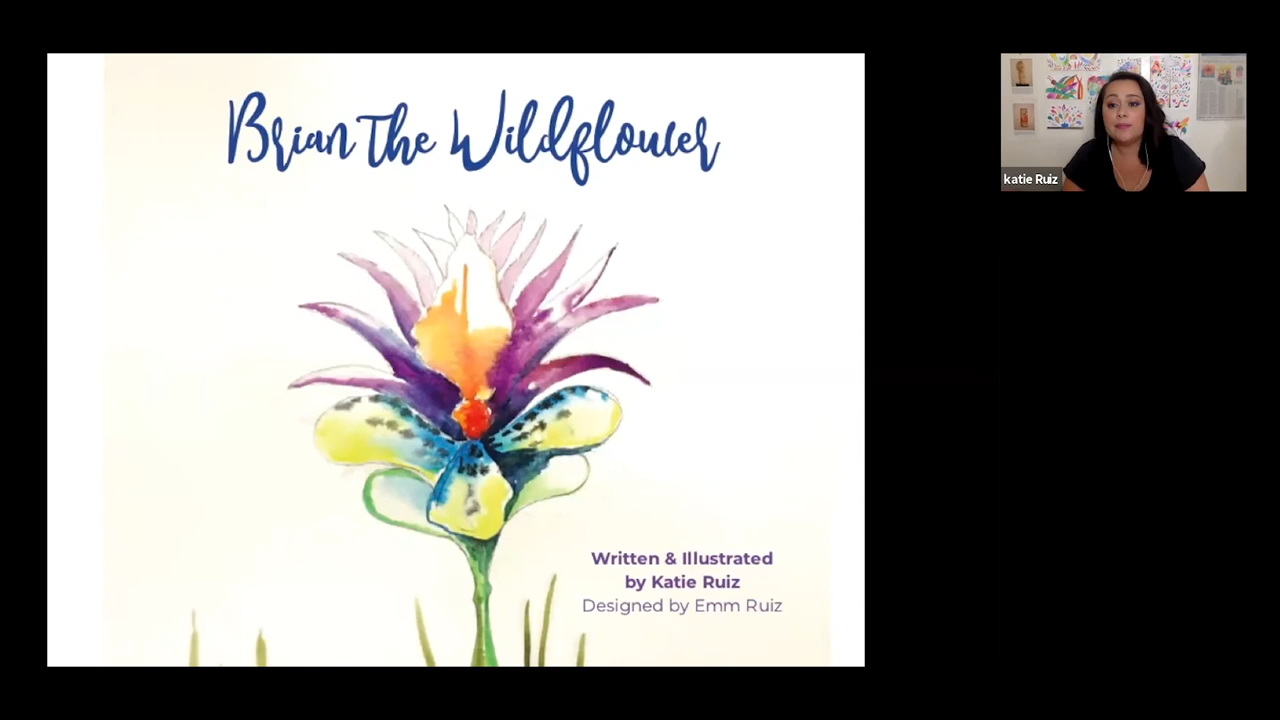 Brian The Wildflower
Written & Illustrated
by Katie Ruiz
Designed by Emm Ruiz
katie Ruiz